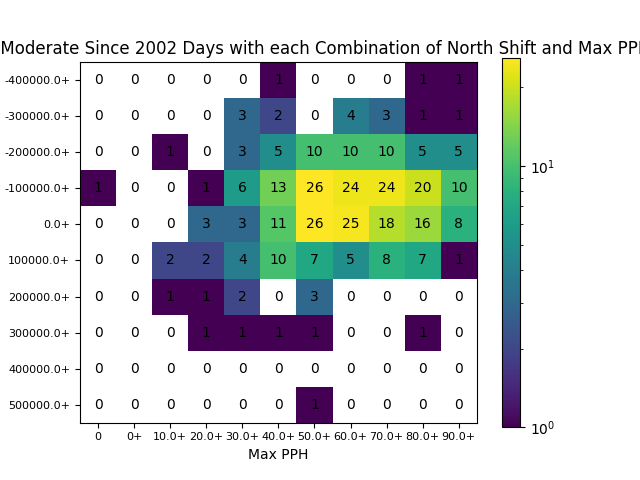 Moderate Since 2002 Days with each Combination of North Shift and Max PPH
-400000.0+ 0 0 0 0 0 1 0 0 0 1 1
-300000.0+ 0 0 0 0 3 2 0 4 3 1 1
-200000.0+ 0 0 1 0 3 5 10 10 10 5 5
-100000.0+ 1 0 0 1 6 13 26 24 24 20 10
0.0+ 0 0 0 3 3 11 26 25 18 16 8
100000.0+ 0 0 2 2 4 10 7 5 8 7 1
200000.0+ 0 0 1 1 2 0 3 0 0 0 0
300000.0+ 0 0 0 1 1 1 1 0 0 1 0
400000.0+ 0 0 0 0 0 0 0 0 0 0 0
500000.0+ 0 0 0 0 0 0 1 0 0 0 0
0 0+ 10.0+ 20.0+ 30.0+ 40.0+ 50.0+ 60.0+ 70.0+ 80.0+ 90.0+
Max PPH
10¹
10⁰